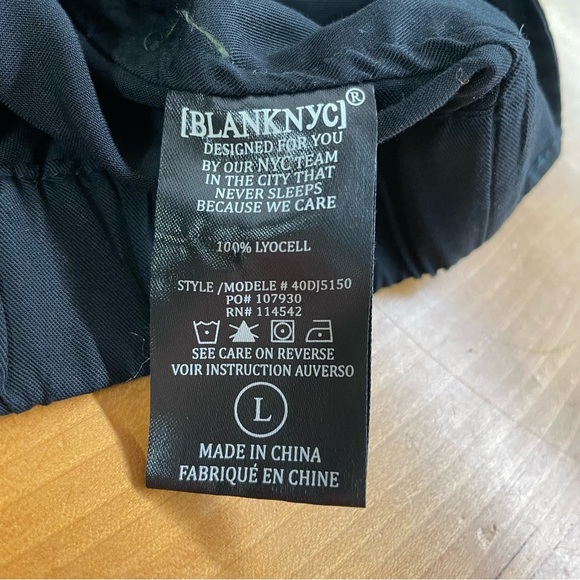 [BLANKNYC]®
DESIGNED FOR YOU
BY OUR NYC TEAM
IN THE CITY THAT
NEVER SLEEPS
BECAUSE WE CARE
100% LYOCELL
STYLE /MODELE # 40DJ5150
PO# 107930
RN# 114542
SEE CARE ON REVERSE
VOIR INSTRUCTION AUVERSO
L
MADE IN CHINA
FABRIQUÉ EN CHINE